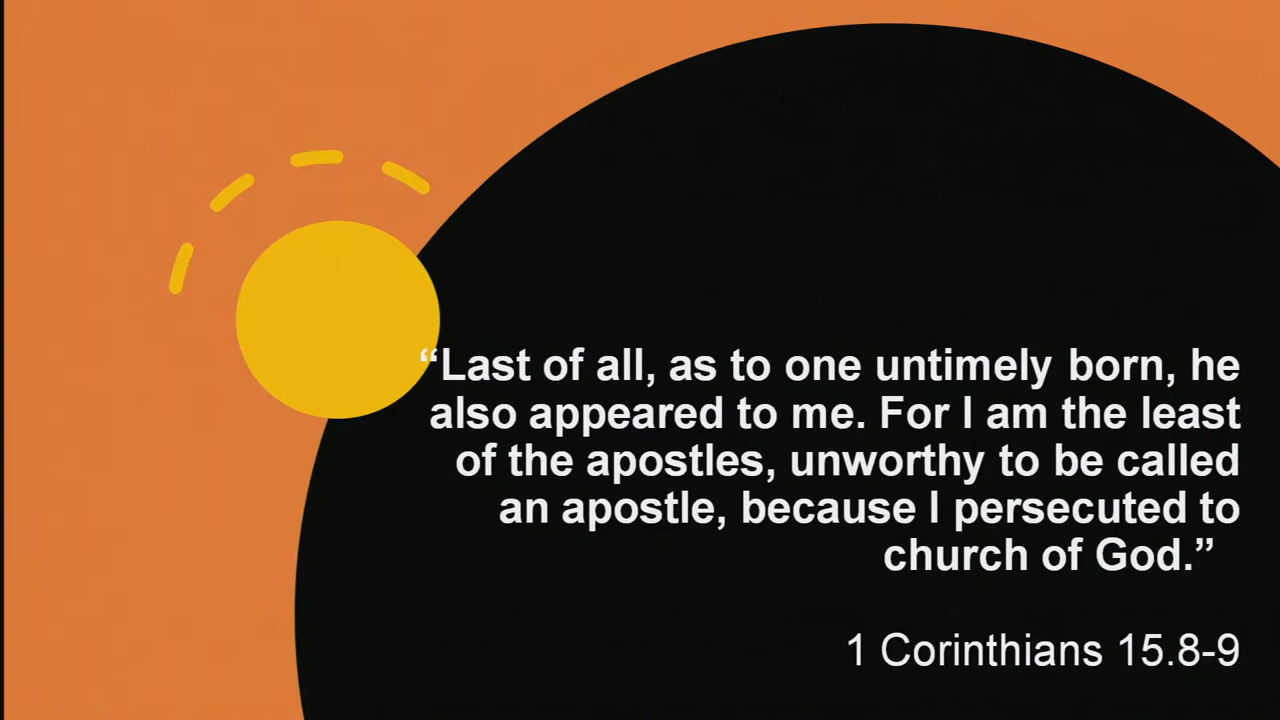 “Last of all, as to one untimely born, he
also appeared to me. For I am the least
of the apostles, unworthy to be called
an apostle, because I persecuted to
church of God.”
1 Corinthians 15.8-9